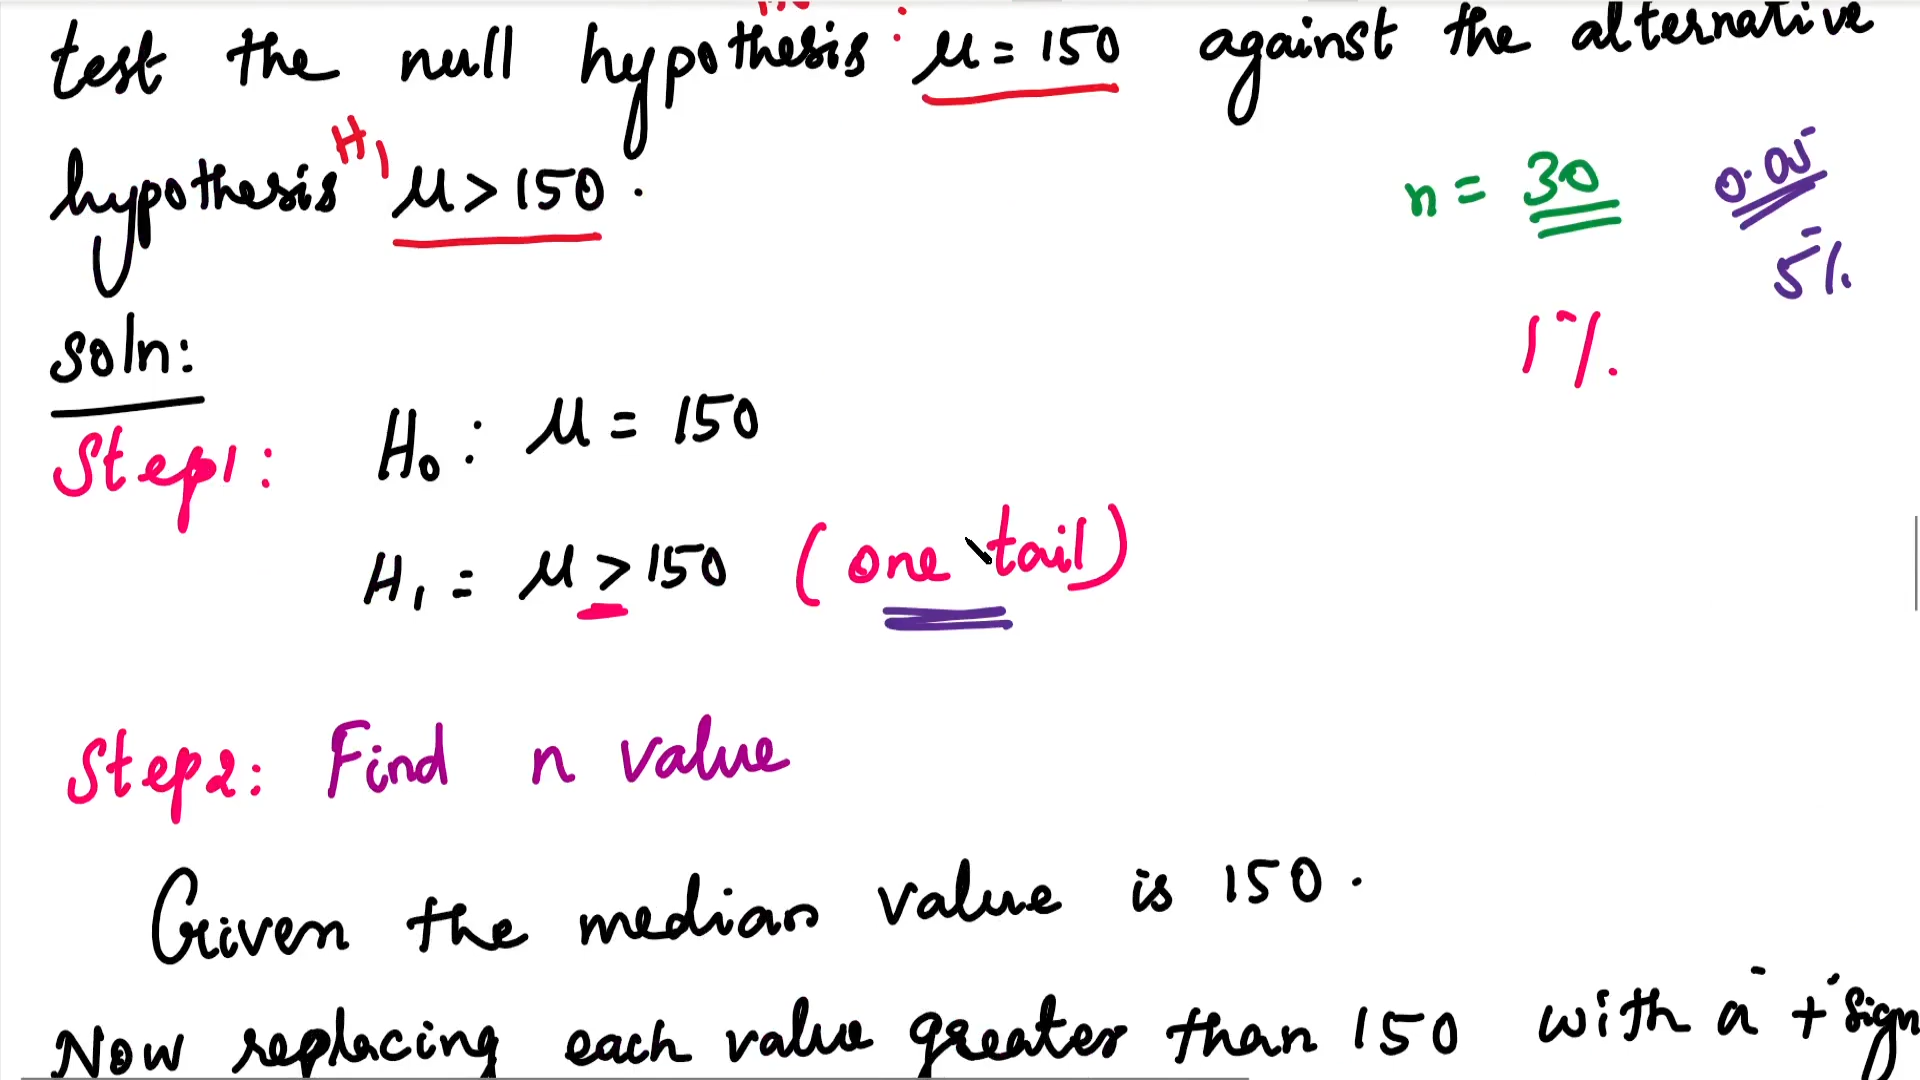 test the null hypothesis : μ = 150 against the alternative
H₁
hypothesis μ > 150 .
n = 30
0.05
5%
1%
Soln:
Step1: H₀ : μ = 150
H₁ = μ > 150 (one tail)
Step2: Find n value
Given the median value is 150 .
Now replacing each value greater than 150 with a + sign